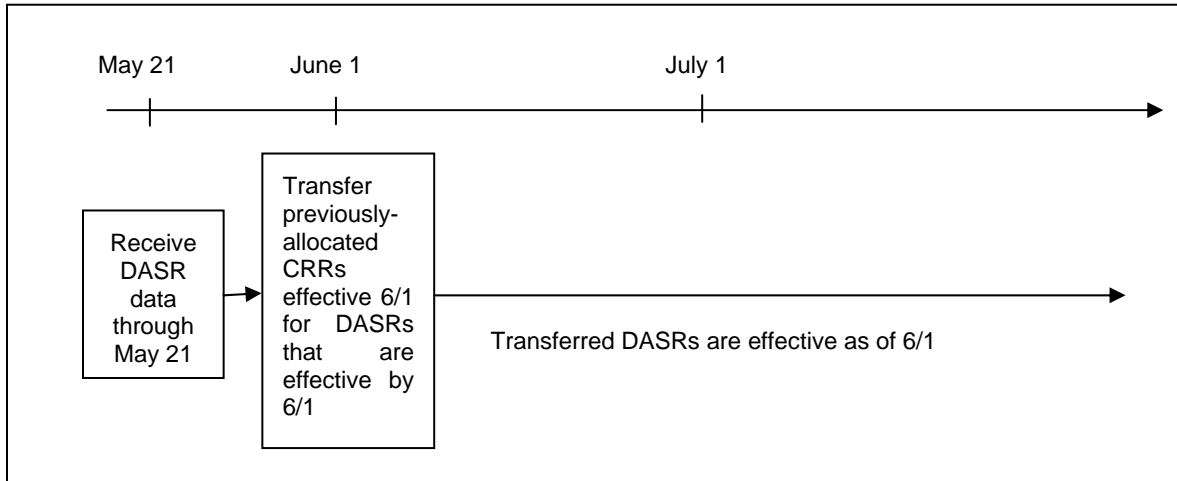 May 21
June 1
July 1
Receive
DASR
data
through
May 21
Transfer
previously-
allocated
CRRs
effective 6/1
for DASRs
that are
effective by
6/1
Transferred DASRs are effective as of 6/1